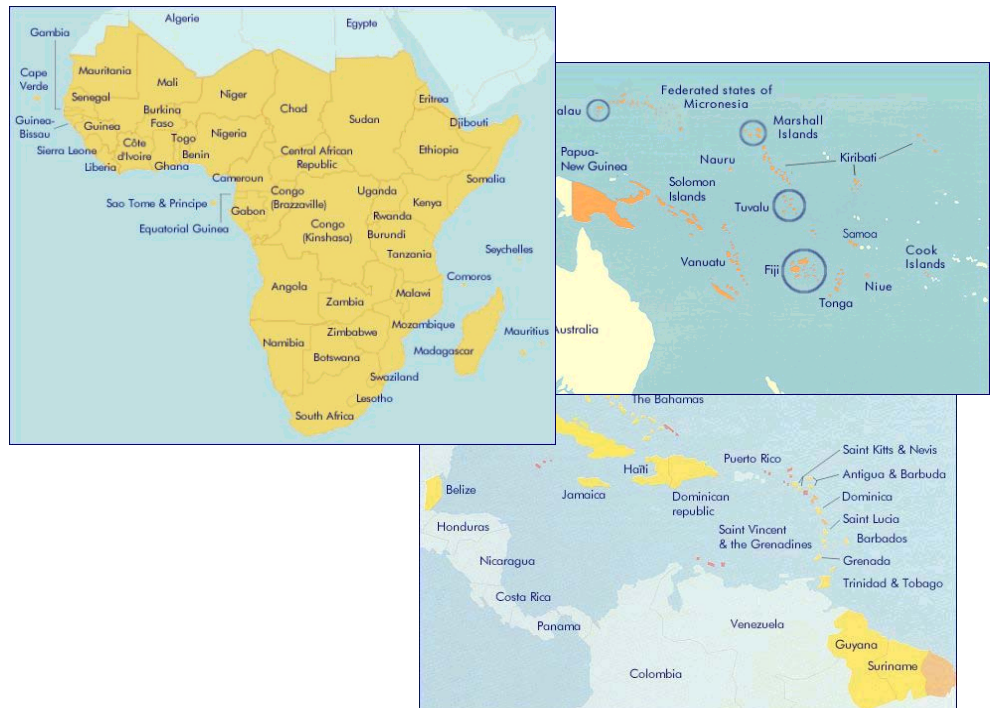 Algerie
Egypte
Gambia
Cape
Verde
Mauritania
Mali
Niger
Chad
Sudan
Eritrea
Djibouti
Senegal
Guinea-
Bissau
Guinea
Burkina
Faso
Togo
Nigeria
Sierra Leone
Côte
d'Ivoire
Benin
Central African
Republic
Ethiopia
Liberia
Ghana
Cameroun
Somalia
Sao Tome & Principe
Congo
(Brazzaville)
Uganda
Kenya
Gabon
Rwanda
Equatorial Guinea
Congo
(Kinshasa)
Burundi
Tanzania
Seychelles
Comoros
Angola
Malawi
Zambia
Mozambique
Mauritius
Zimbabwe
Namibia
Madagascar
Botswana
Swaziland
Lesotho
South Africa
alau
Federated states of
Micronesia
Marshall
Islands
Papua-
New Guinea
Nauru
Kiribati
Solomon
Islands
Tuvalu
Samoa
Vanuatu
Fiji
Cook
Islands
Niue
Tonga
Australia
The Bahamas
Puerto Rico
Saint Kitts & Nevis
Haïti
Antigua & Barbuda
Belize
Jamaica
Dominican
republic
Dominica
Honduras
Saint Vincent
& the Grenadines
Saint Lucia
Barbados
Nicaragua
Grenada
Costa Rica
Trinidad & Tobago
Panama
Venezuela
Guyana
Suriname
Colombia